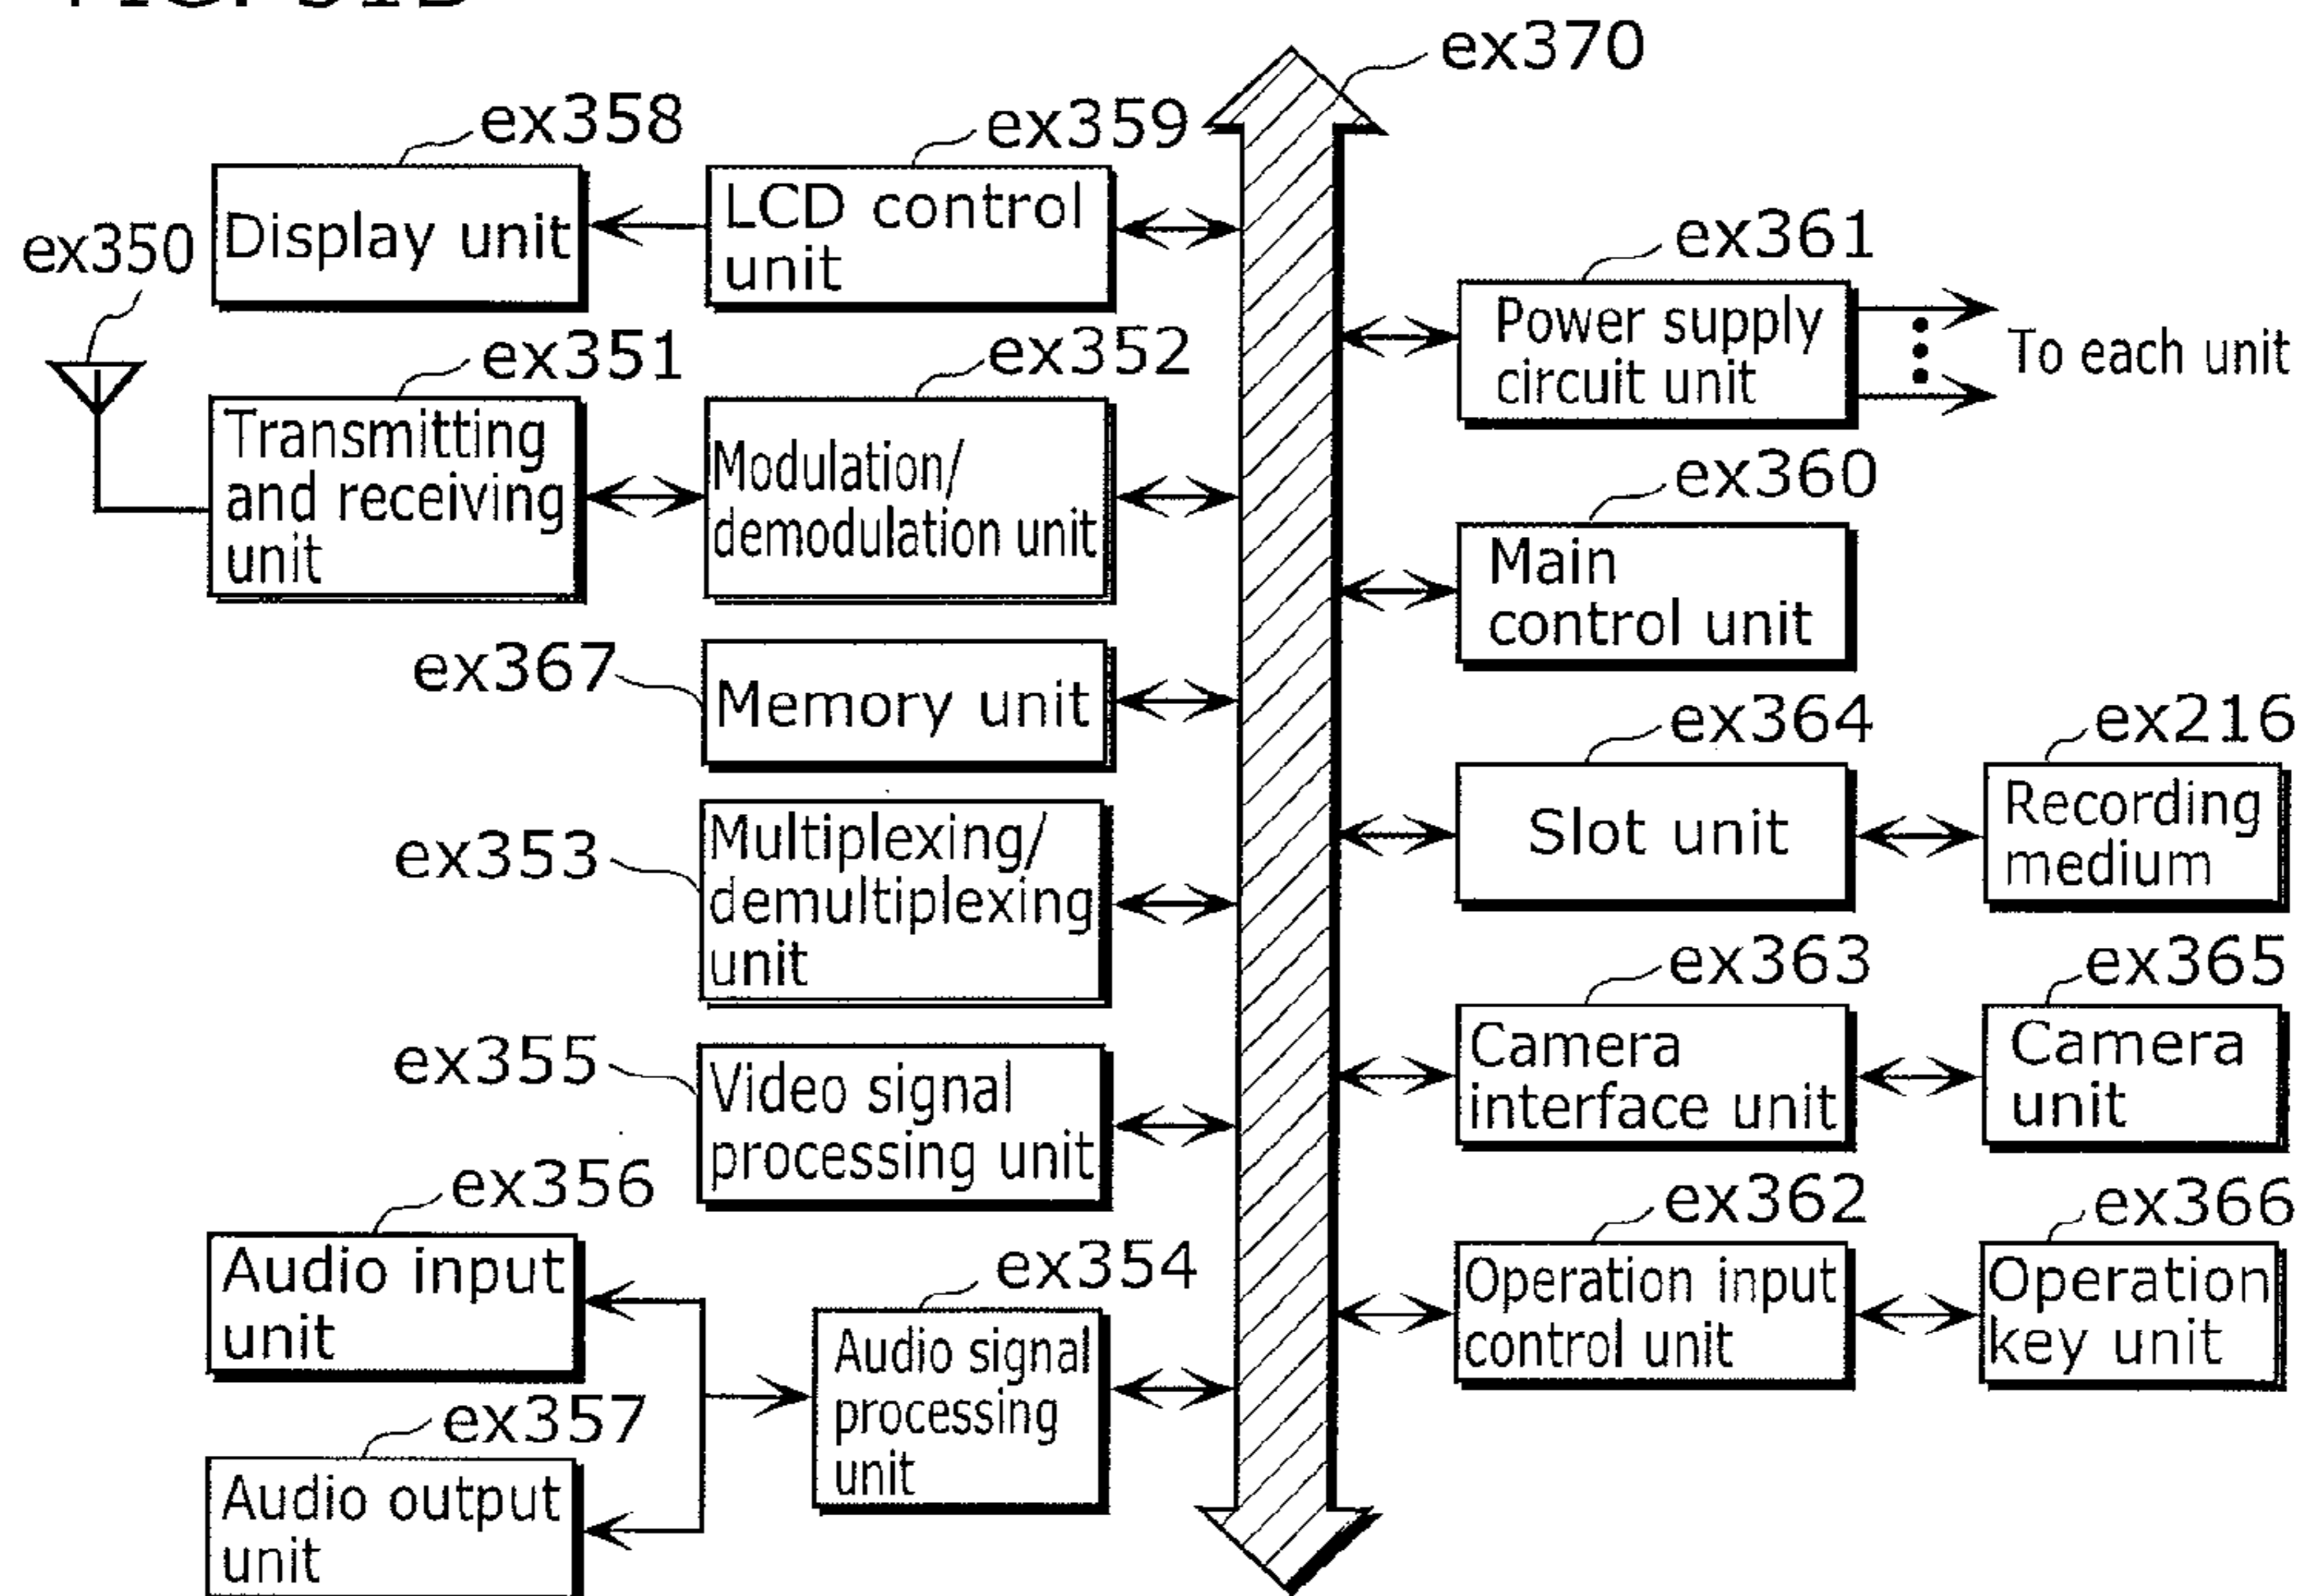 ex370
ex358
ex359
ex350
Display unit
LCD control
unit
ex361
Power supply
circuit unit
To each unit
ex351
ex352
Transmitting
and receiving
unit
Modulation/
demodulation unit
ex360
Main
control unit
ex367
Memory unit
ex364
ex216
Slot unit
Recording
medium
ex353
Multiplexing/
demultiplexing
unit
ex363
ex365
Camera
interface unit
Camera
unit
ex355
Video signal
processing unit
ex362
ex366
Operation input
control unit
Operation
key unit
ex356
Audio input
unit
ex354
Audio signal
processing
unit
ex357
Audio output
unit